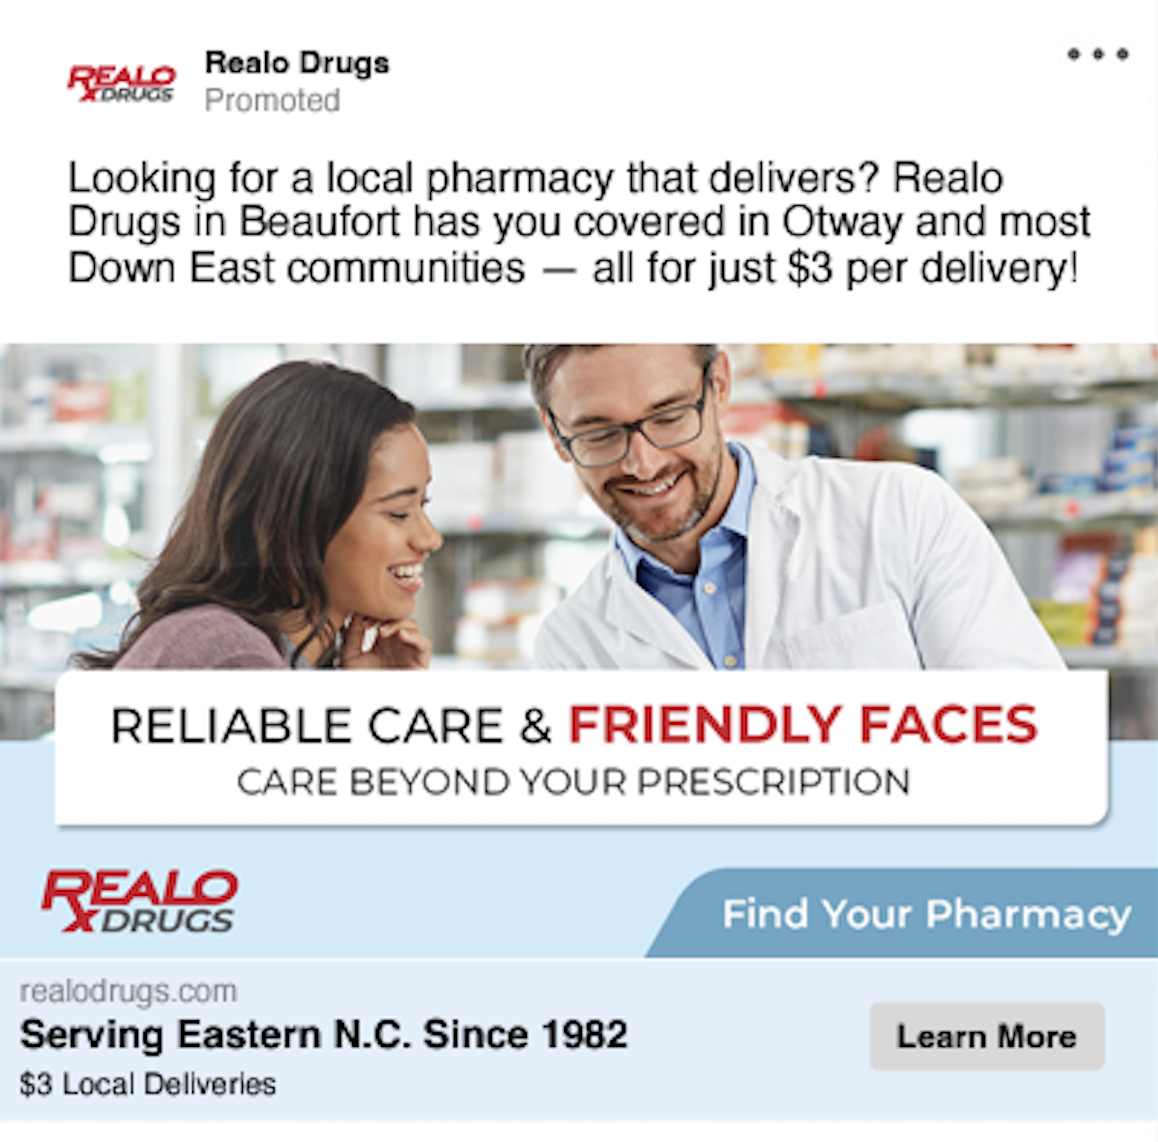 REALO
DRUGS
Realo Drugs
Promoted
Looking for a local pharmacy that delivers? Realo
Drugs in Beaufort has you covered in Otway and most
Down East communities — all for just $3 per delivery!
RELIABLE CARE & FRIENDLY FACES
CARE BEYOND YOUR PRESCRIPTION
REALO
DRUGS
Find Your Pharmacy
realodrugs.com
Serving Eastern N.C. Since 1982
$3 Local Deliveries
Learn More